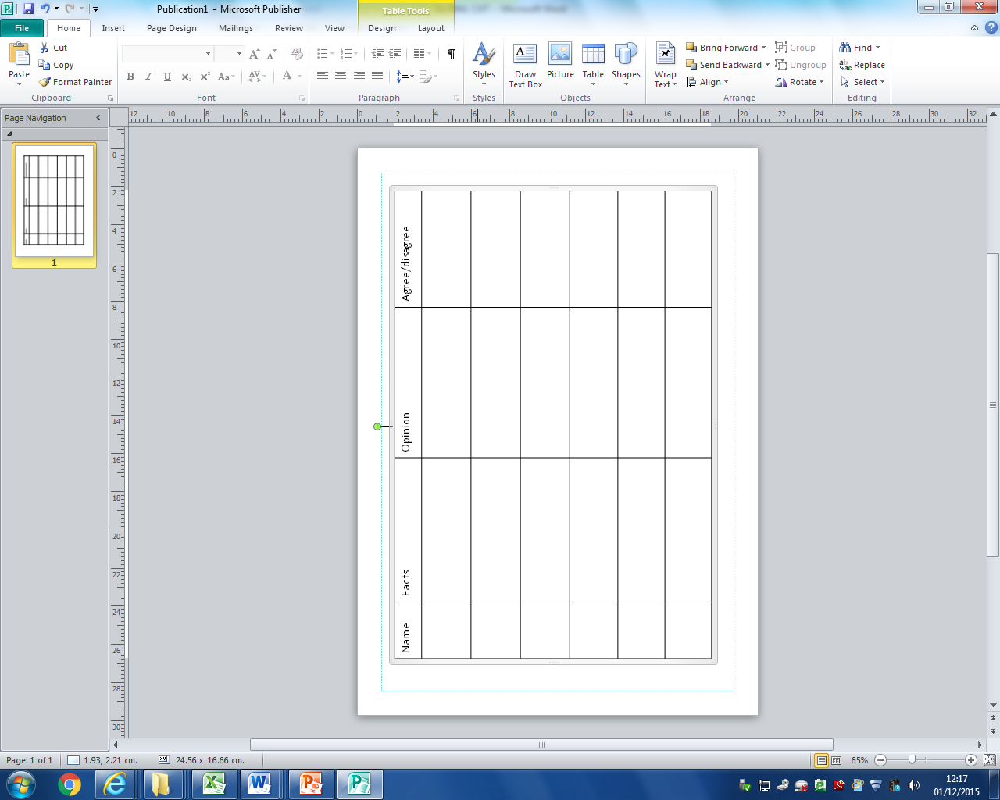 Publication1 - Microsoft Publisher
Table Tools
File Home Insert Page Design Mailings Review View Design Layout
Paste
Cut
Copy
Format Painter
Clipboard
Font
Paragraph
Styles
Styles
Draw Text Box
Picture
Table
Shapes
Objects
Wrap Text
Bring Forward
Send Backward
Align
Group
Ungroup
Rotate
Arrange
Find
Replace
Select
Editing
Page Navigation
1
12 10 8 6 4 2 0 2 4 6 8 10 12 14 16 18 20 22 24 26 28 30 32
0
2
4
6
8
10
12
14
16
18
20
22
24
26
28
30
Agree/disagree
Opinion
Facts
Name
Page: 1 of 1 1.93, 2.21 cm. 24.56 x 16.66 cm. 65%
12:17
01/12/2015